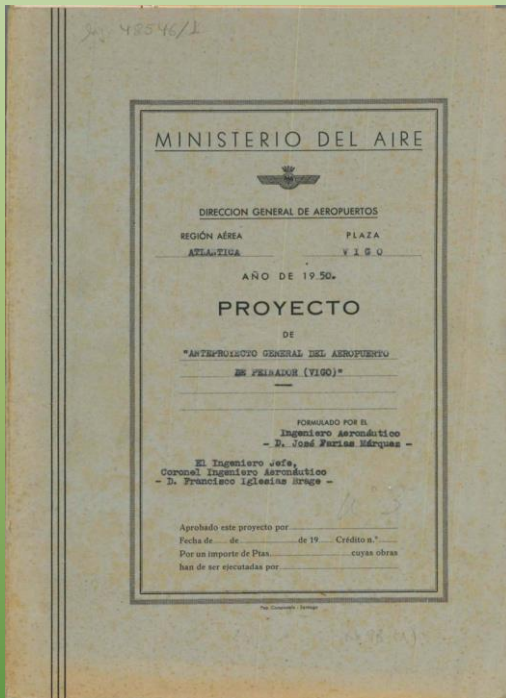 48546/1
MINISTERIO DEL AIRE
DIRECCION GENERAL DE AEROPUERTOS
REGIÓN AÉREA PLAZA
ATLANTICA VIGO
AÑO DE 1950.
PROYECTO
DE
"ANTEPROYECTO GENERAL DEL AEROPUERTO
DE PEINADOR (VIGO)"
FORMULADO POR EL
Ingeniero Aeronáutico
- D. José Farias Márquez -
El Ingeniero Jefe,
Coronel Ingeniero Aeronáutico
- D. Francisco Iglesias Brage -
Aprobado este proyecto por
Fecha de de de 19 Crédito n.º
Por un importe de Ptas. cuyas obras
han de ser ejecutadas por